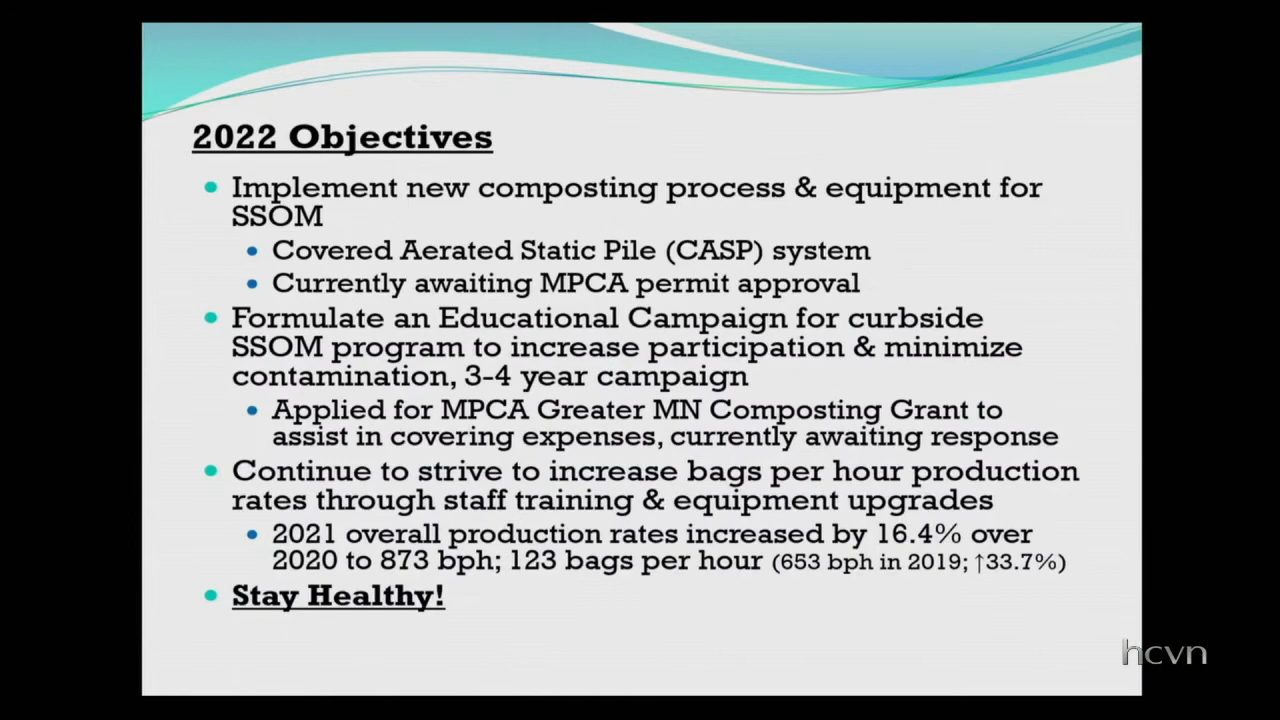 2022 Objectives
Implement new composting process & equipment for
SSOM
Covered Aerated Static Pile (CASP) system
Currently awaiting MPCA permit approval
Formulate an Educational Campaign for curbside
SSOM program to increase participation & minimize
contamination, 3-4 year campaign
Applied for MPCA Greater MN Composting Grant to
assist in covering expenses, currently awaiting response
Continue to strive to increase bags per hour production
rates through staff training & equipment upgrades
2021 overall production rates increased by 16.4% over
2020 to 873 bph; 123 bags per hour (653 bph in 2019; ↑33.7%)
Stay Healthy!
hcvn